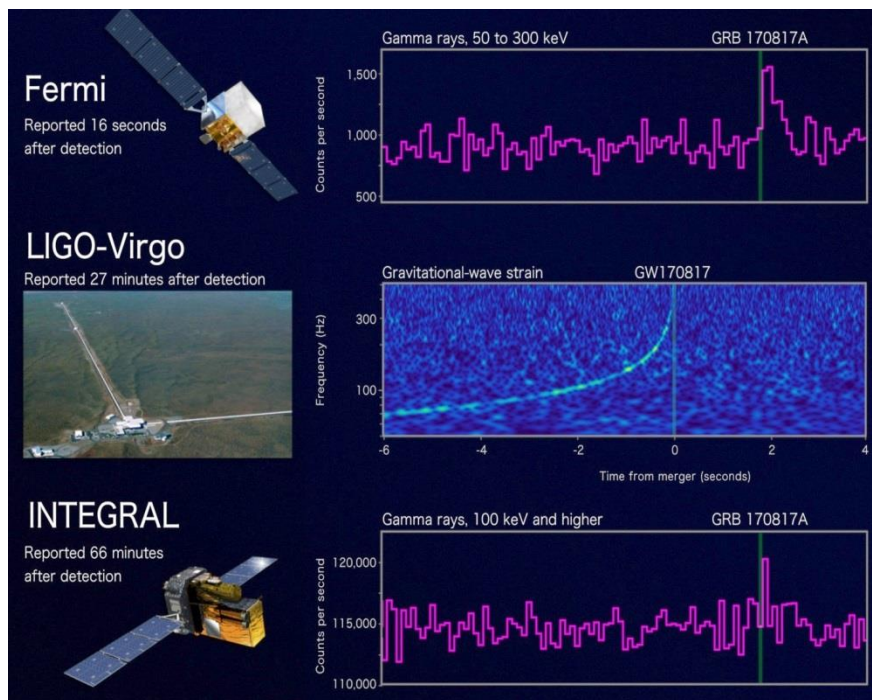 Fermi
Reported 16 seconds
after detection
Gamma rays, 50 to 300 keV
GRB 170817A
Counts per second
1,500
1,000
500
LIGO-Virgo
Reported 27 minutes after detection
Gravitational-wave strain
GW170817
Frequency (Hz)
300
100
-6
-4
-2
0
2
4
Time from merger (seconds)
INTEGRAL
Reported 66 minutes
after detection
Gamma rays, 100 keV and higher
GRB 170817A
Counts per second
120,000
115,000
110,000